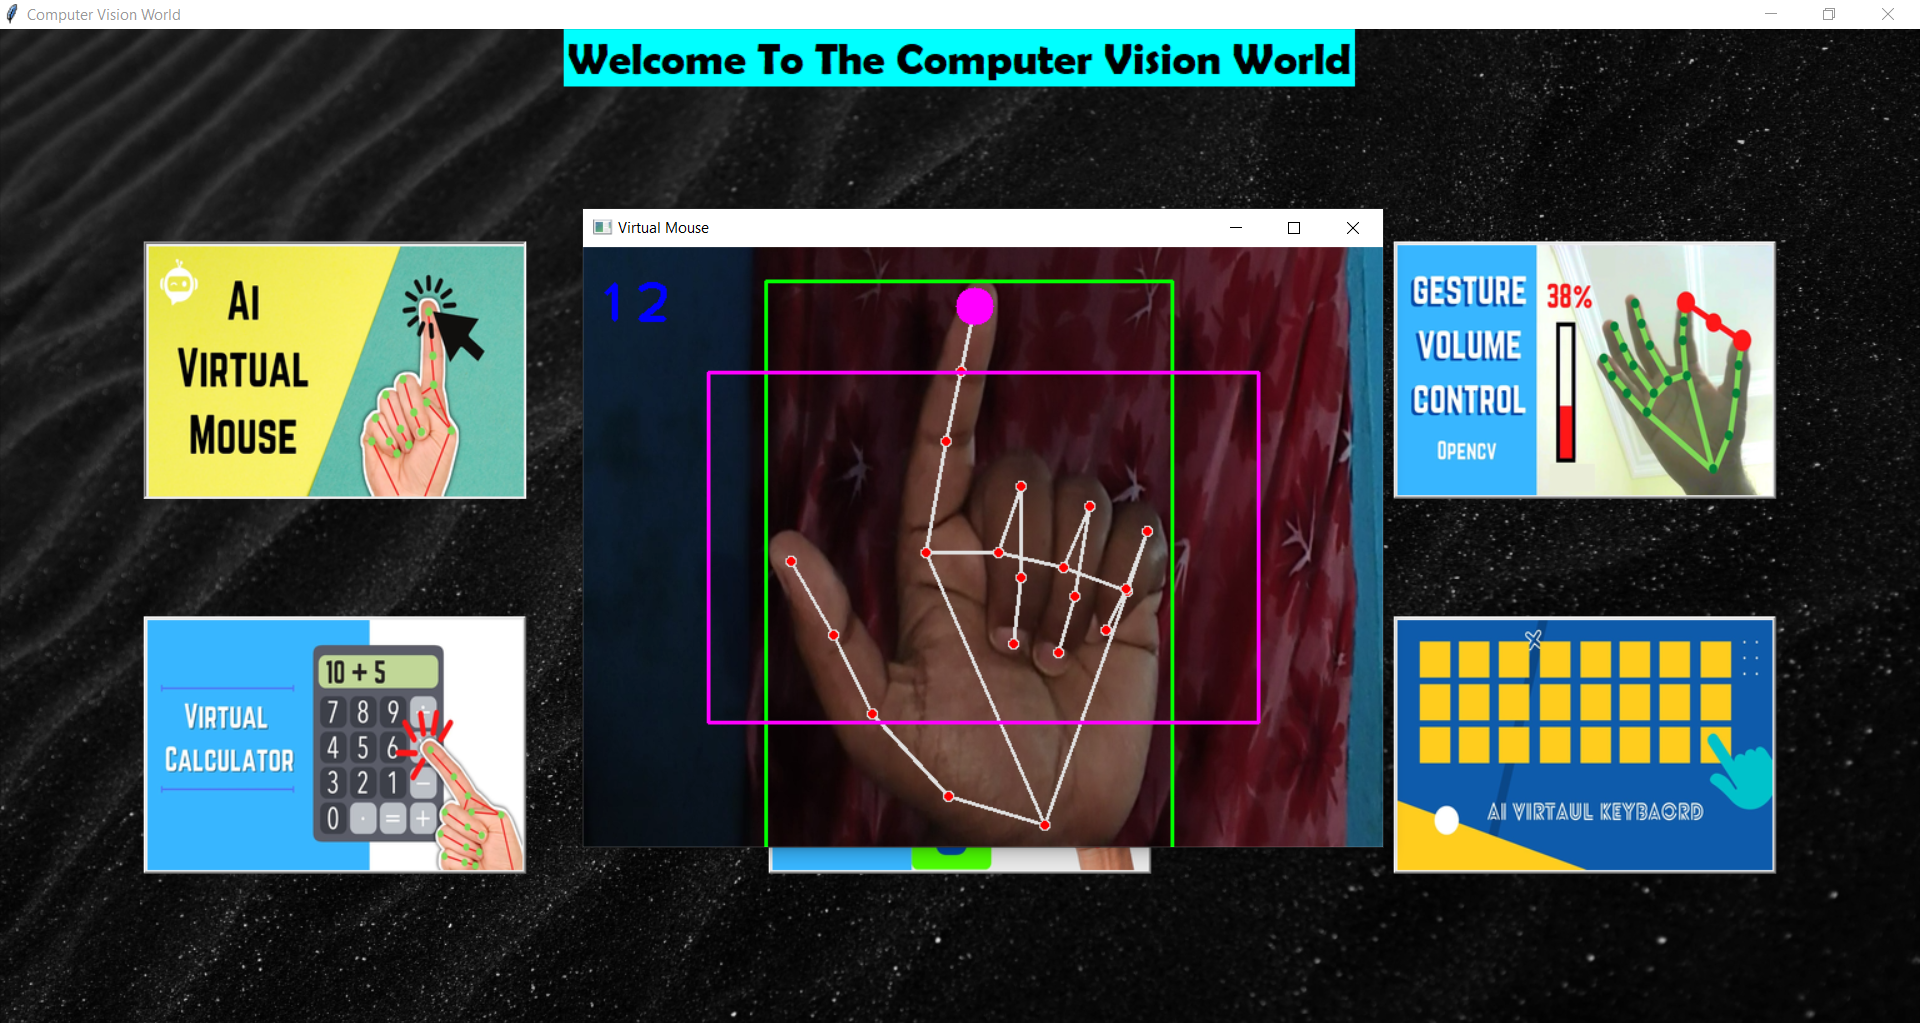 Computer Vision World
Welcome To The Computer Vision World
AI
VIRTUAL
MOUSE
Virtual Mouse
12
GESTURE
VOLUME
CONTROL
OPENCV
38%
VIRTUAL
CALCULATOR
10 + 5
7 8 9 ÷
4 5 6
3 2 1 −
0 . = +
AI VIRTAUL KEYBAORD